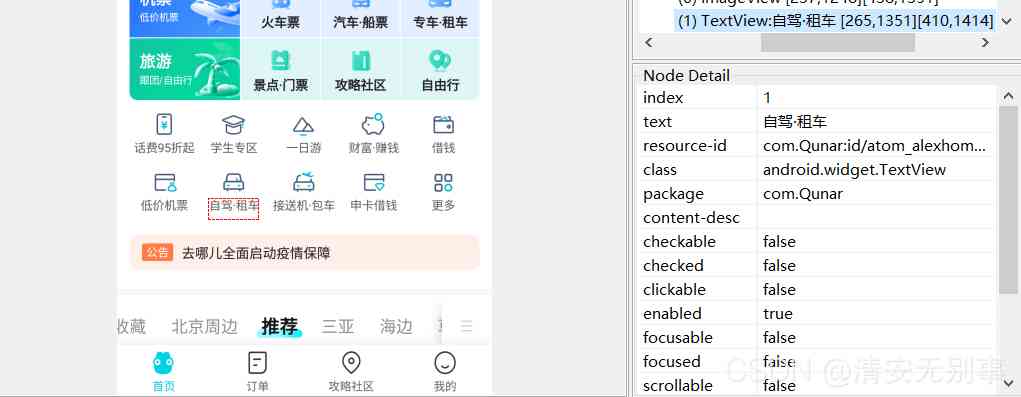 机票
低价机票
火车票
汽车·船票
专车·租车
旅游
跟团/自由行
景点·门票
攻略社区
自由行
话费95折起
学生专区
一日游
财富·赚钱
借钱
低价机票
自驾·租车
接送机·包车
申卡借钱
更多
公告
去哪儿全面启动疫情保障
收藏
北京周边
推荐
三亚
海边
首页
订单
攻略社区
我的
(0) ImageView [237,1246][438,1351]
(1) TextView:自驾·租车 [265,1351][410,1414]
Node Detail
index 1
text 自驾·租车
resource-id com.Qunar:id/atom_alexhom...
class android.widget.TextView
package com.Qunar
content-desc
checkable false
checked false
clickable false
enabled true
focusable false
focused false
scrollable false
CSDN @清安无别事